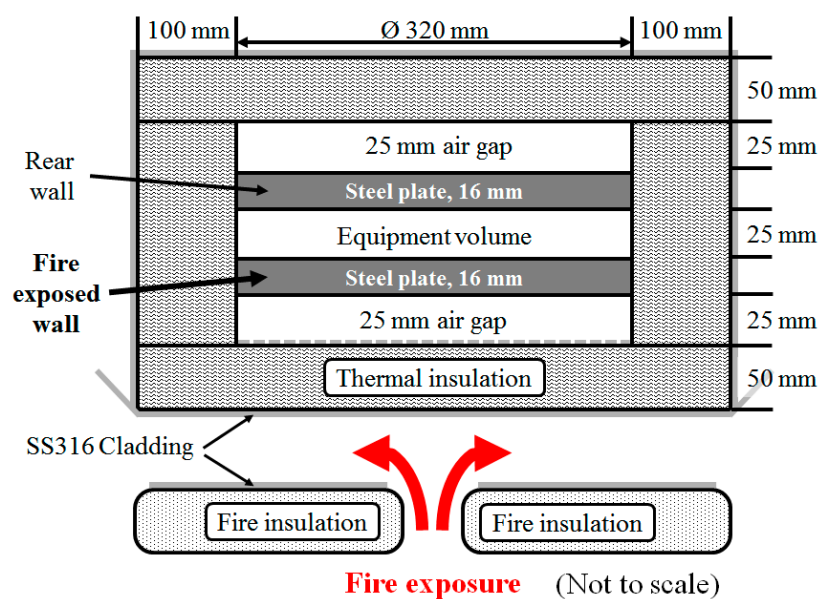 100 mm
Ø 320 mm
100 mm
50 mm
25 mm air gap
25 mm
Rear
wall
Steel plate, 16 mm
Equipment volume
25 mm
Fire
exposed
wall
Steel plate, 16 mm
25 mm air gap
25 mm
Thermal insulation
50 mm
SS316 Cladding
Fire insulation
Fire insulation
Fire exposure (Not to scale)